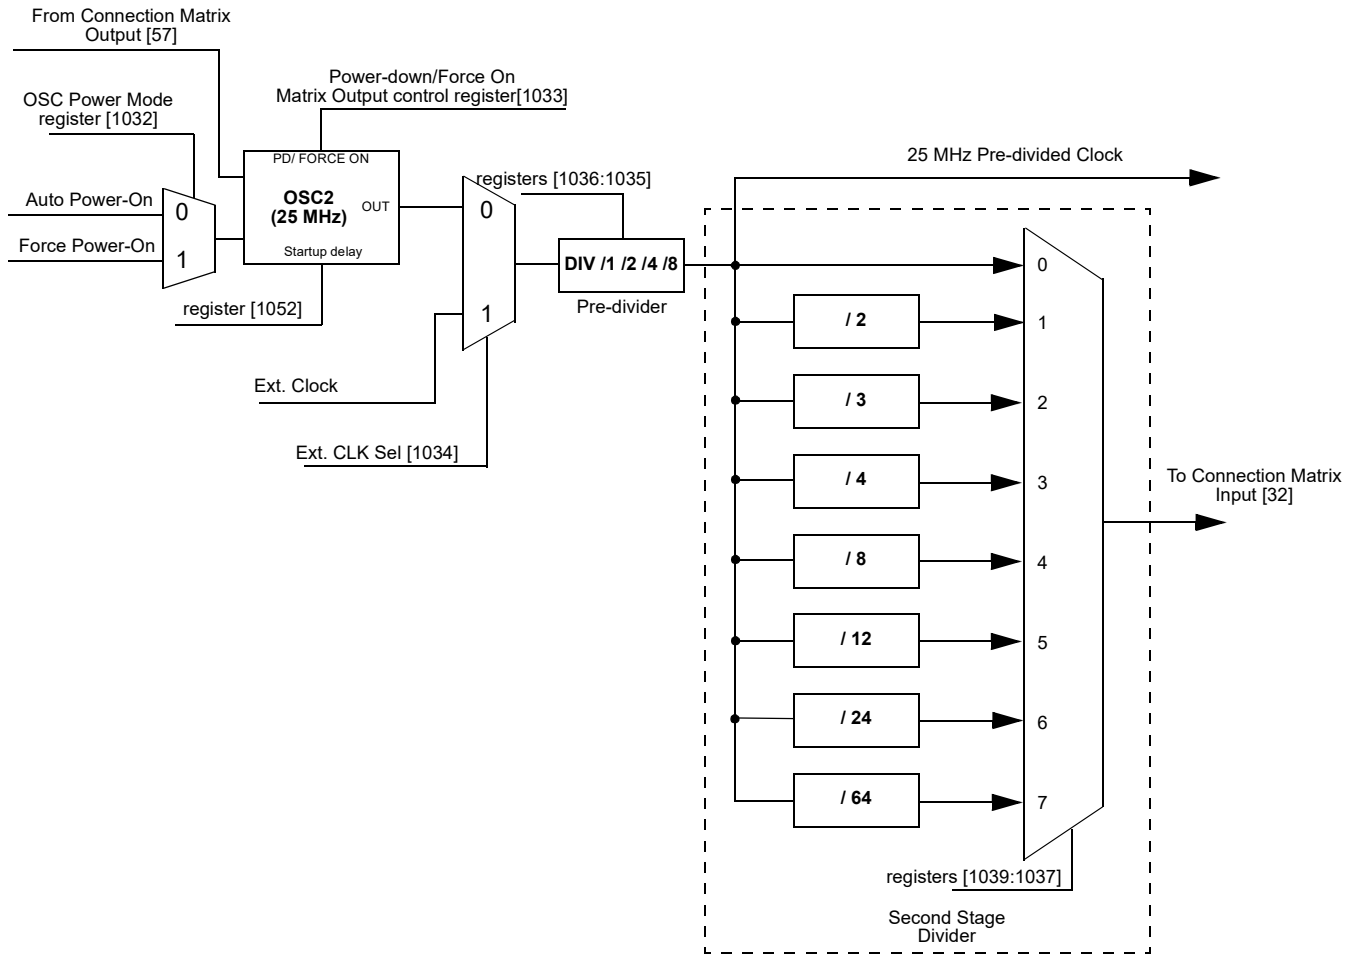 From Connection Matrix
Output [57]
Power-down/Force On
Matrix Output control register[1033]
OSC Power Mode
register [1032]
PD/ FORCE ON
OSC2
(25 MHz)
OUT
Startup delay
Auto Power-On
Force Power-On
0
1
register [1052]
0
1
Ext. Clock
Ext. CLK Sel [1034]
registers [1036:1035]
DIV /1 /2 /4 /8
Pre-divider
25 MHz Pre-divided Clock
0
/ 2
1
/ 3
2
/ 4
3
/ 8
4
/ 12
5
/ 24
6
/ 64
7
To Connection Matrix
Input [32]
registers [1039:1037]
Second Stage
Divider